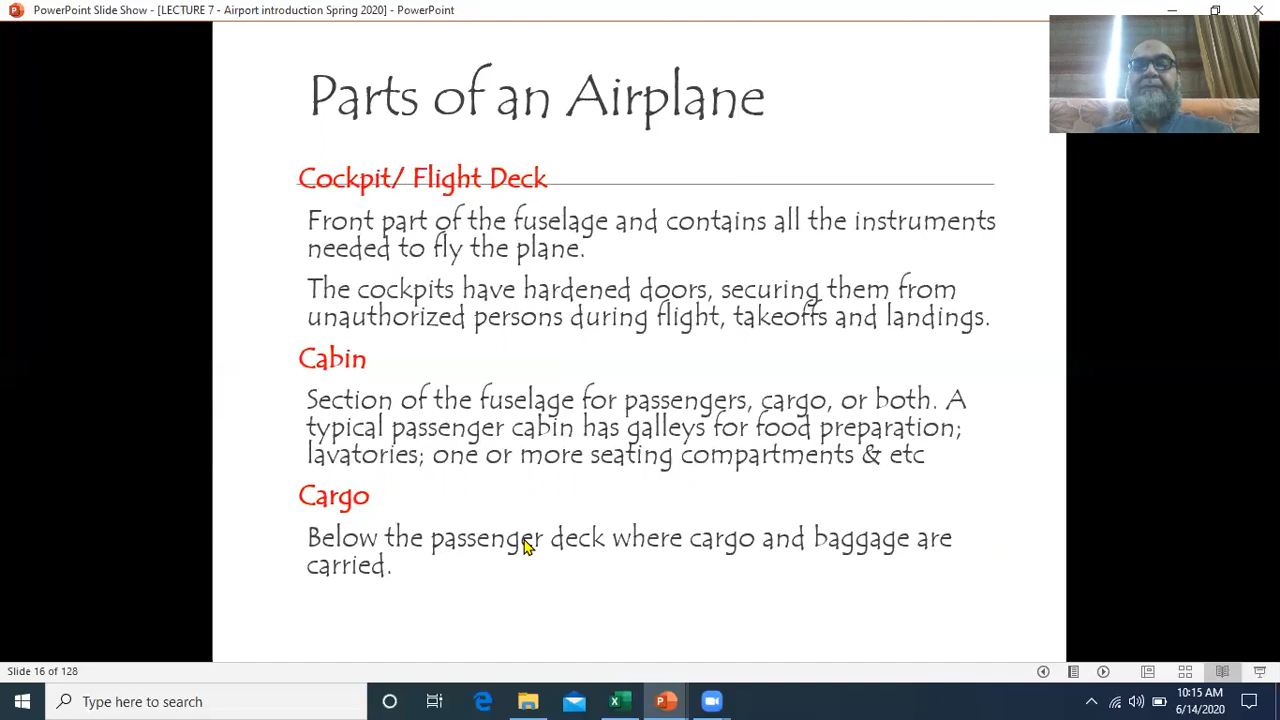 PowerPoint Slide Show - [LECTURE 7 - Airport introduction Spring 2020] - PowerPoint
Parts of an Airplane
Cockpit/ Flight Deck
Front part of the fuselage and contains all the instruments
needed to fly the plane.
The cockpits have hardened doors, securing them from
unauthorized persons during flight, takeoffs and landings.
Cabin
Section of the fuselage for passengers, cargo, or both. A
typical passenger cabin has galleys for food preparation;
lavatories; one or more seating compartments & etc
Cargo
Below the passenger deck where cargo and baggage are
carried.
Slide 16 of 128
Type here to search
10:15 AM
6/14/2020